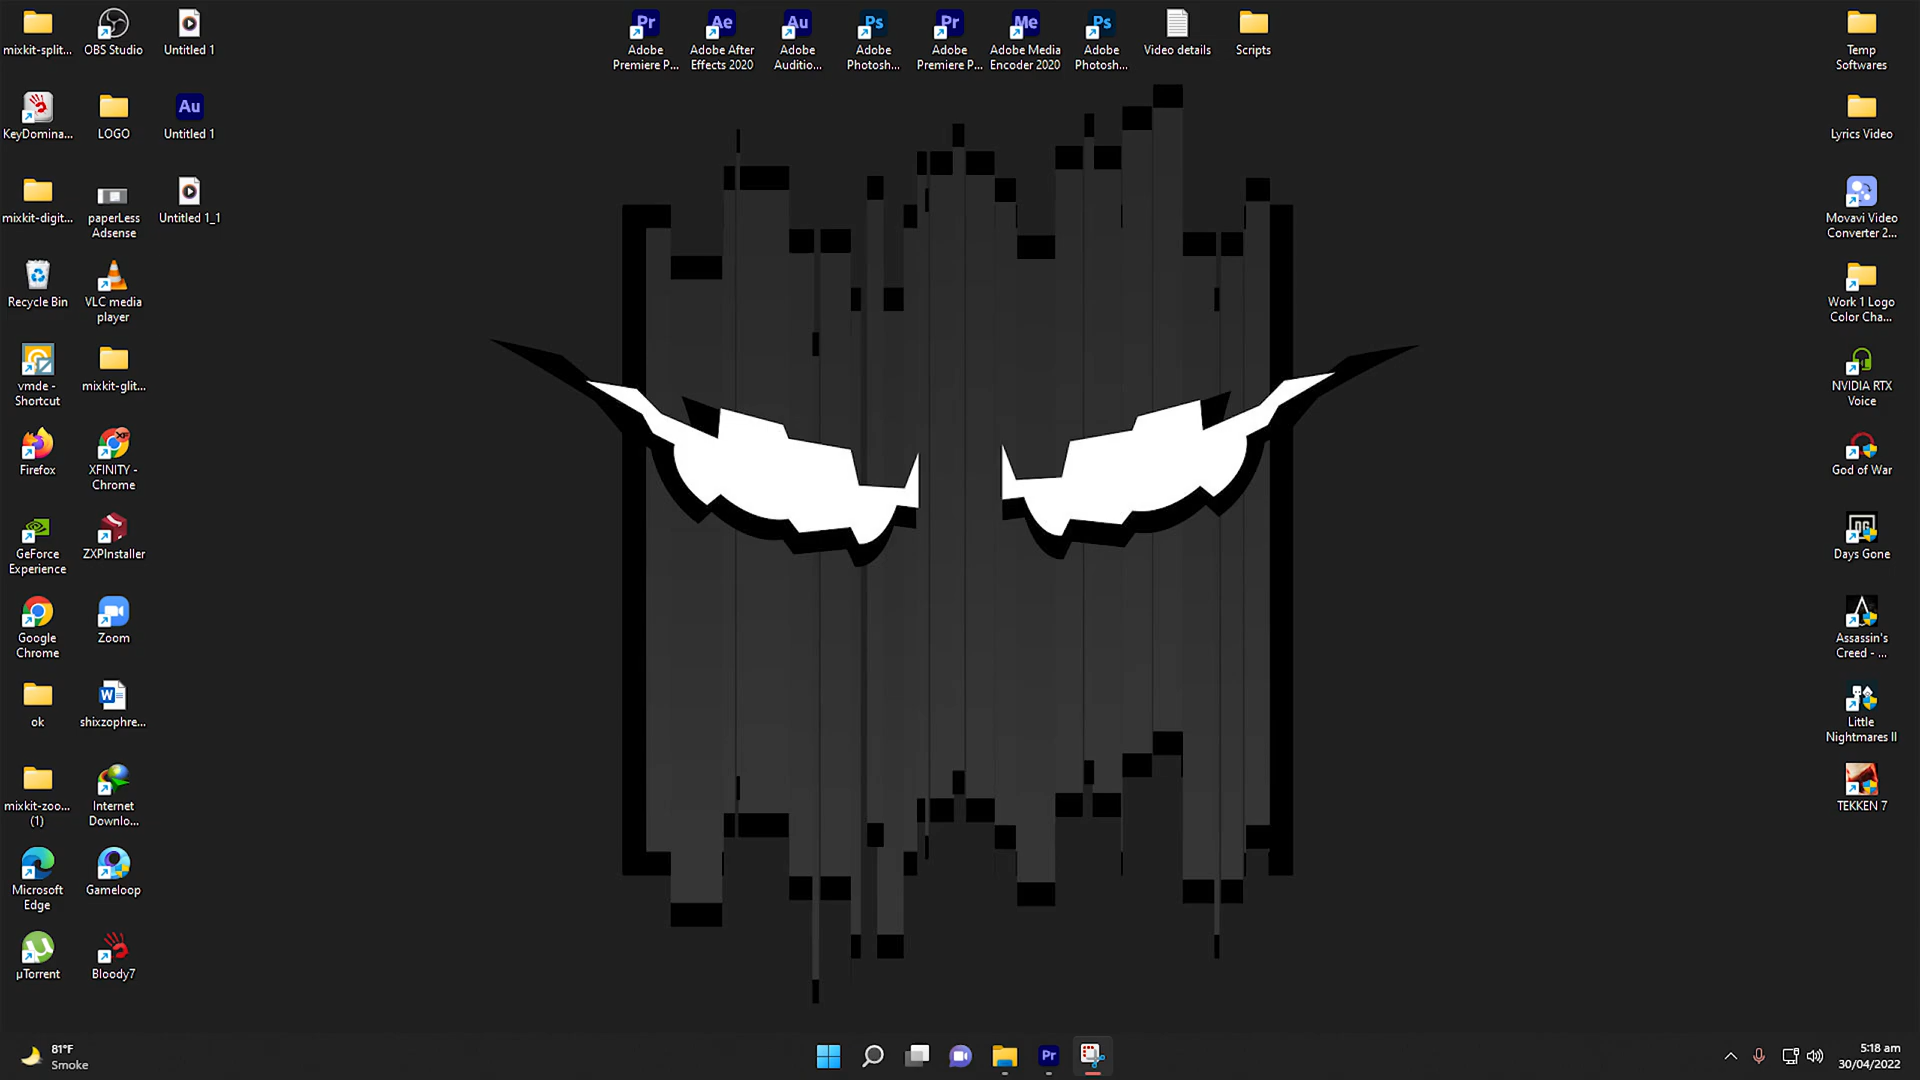 mixkit-split...
OBS Studio
Untitled 1
KeyDomina...
LOGO
Au
Untitled 1
mixkit-digit...
paperLess
Adsense
Untitled 1_1
Recycle Bin
VLC media
player
vmde -
Shortcut
mixkit-glit...
Firefox
XFINITY -
Chrome
GeForce
Experience
ZXPInstaller
Google
Chrome
Zoom
ok
W
shixzophre...
mixkit-zoo...
(1)
Internet
Downlo...
Microsoft
Edge
Gameloop
µTorrent
Bloody7
Pr
Adobe
Premiere P...
Ae
Adobe After
Effects 2020
Au
Adobe
Auditio...
Ps
Adobe
Photosh...
Pr
Adobe
Premiere P...
Me
Adobe Media
Encoder 2020
Ps
Adobe
Photosh...
Video details
Scripts
Temp
Softwares
Lyrics Video
Movavi Video
Converter 2...
Work 1 Logo
Color Cha...
NVIDIA RTX
Voice
God of War
DG
Days Gone
Assassin's
Creed - ...
Little
Nightmares II
TEKKEN 7
81°F
Smoke
Pr
5:18 am
30/04/2022